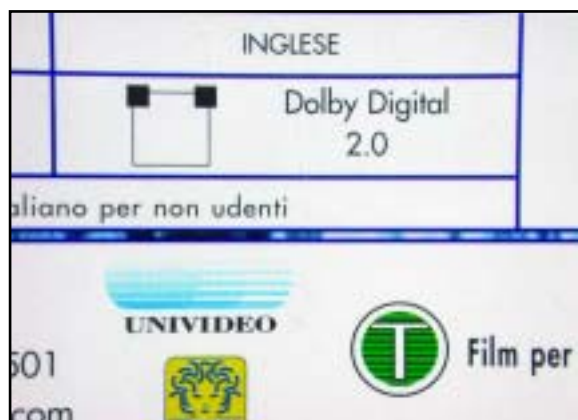 INGLESE
Dolby Digital
2.0
aliano per non udenti
UNIVIDEO
T
Film per
501
.com